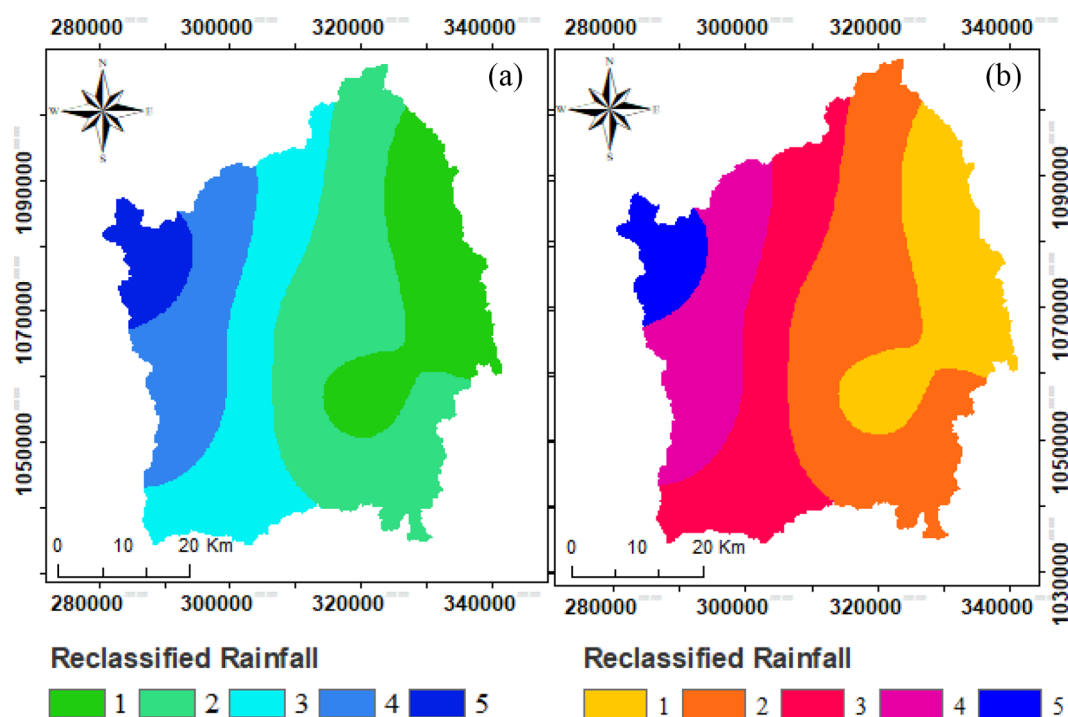 280000 300000 320000 340000 280000 300000 320000 340000
(a) (b)
N
W E
S
N
W E
S
1090000 1090000
1070000 1070000
1050000 1050000
1030000
0 10 20 Km 0 10 20 Km
280000 300000 320000 340000 280000 300000 320000 340000
Reclassified Rainfall Reclassified Rainfall
1 2 3 4 5 1 2 3 4 5